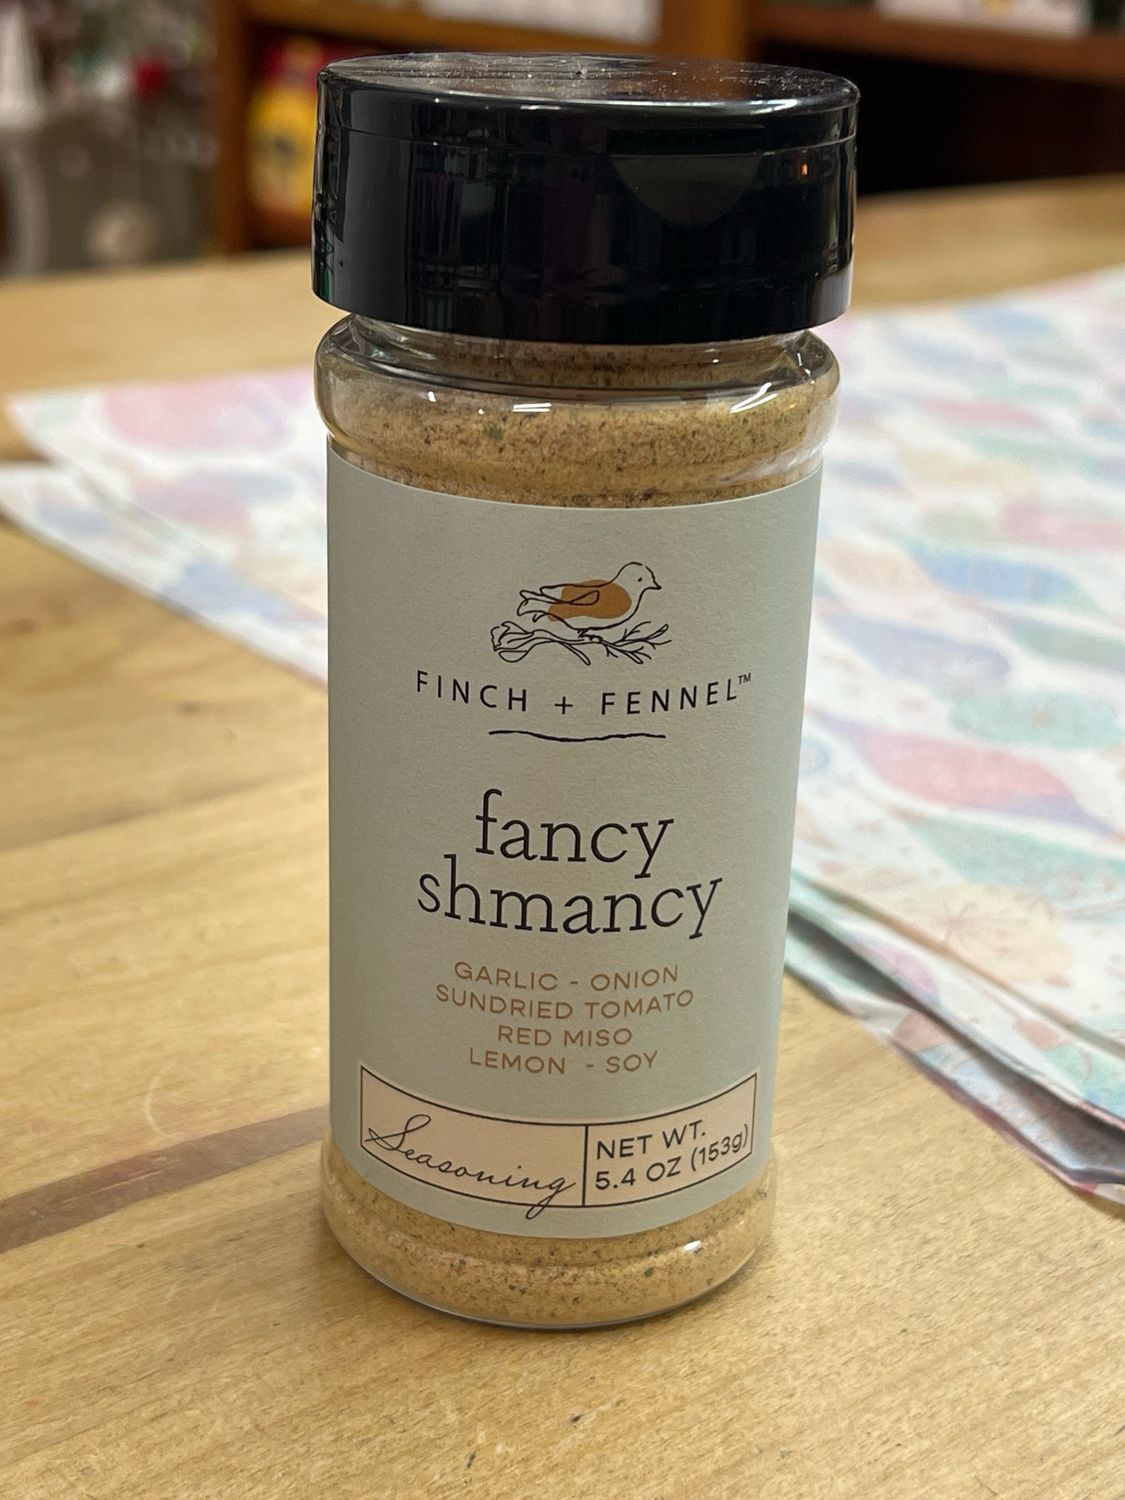 FINCH + FENNEL™
fancy
shmancy
GARLIC - ONION
SUNDRIED TOMATO
RED MISO
LEMON - SOY
Seasoning
NET WT.
5.4 OZ (153g)